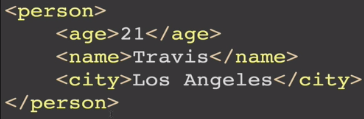 <person>
    <age>21</age>
    <name>Travis</name>
    <city>Los Angeles</city>
</person>